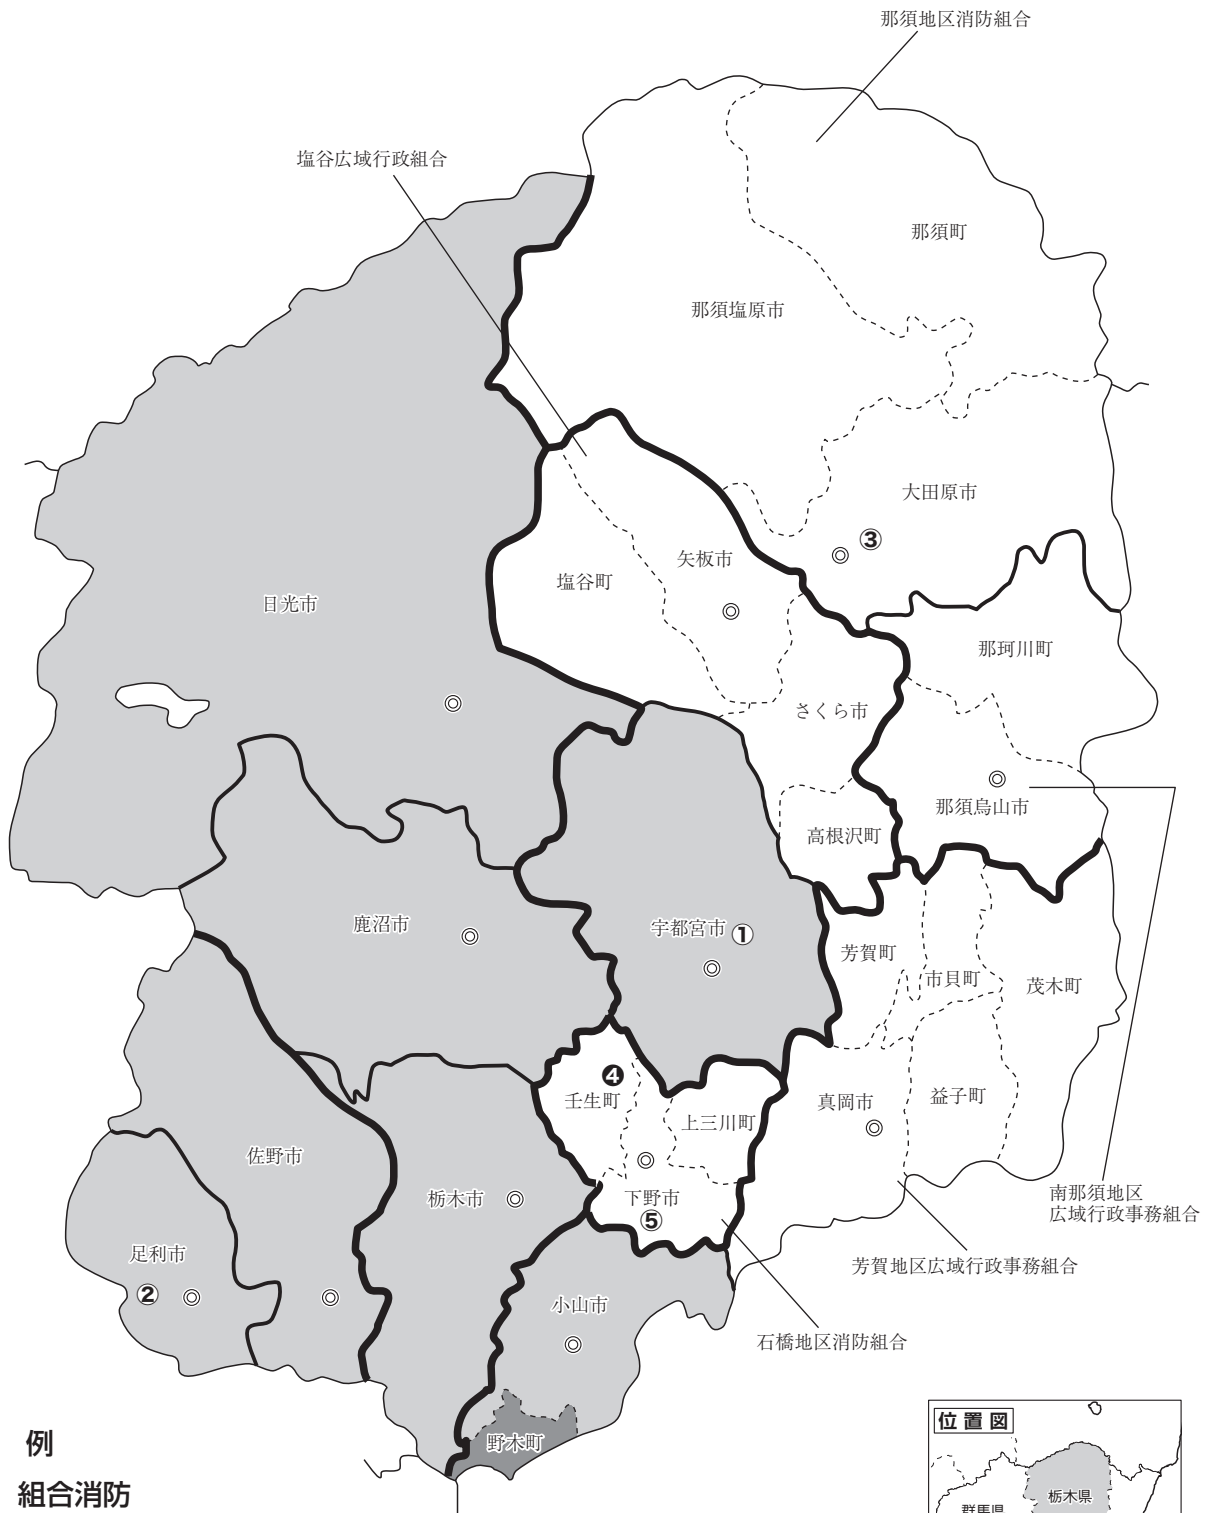 那須地区消防組合
塩谷広域行政組合
那須町
那須塩原市
大田原市
③
矢板市
塩谷町
日光市
那珂川町
さくら市
那須烏山市
高根沢町
鹿沼市
宇都宮市
①
芳賀町
市貝町
茂木町
④
壬生町
上三川町
真岡市
益子町
佐野市
栃木市
下野市
⑤
南那須地区
広域行政事務組合
足利市
②
芳賀地区広域行政事務組合
小山市
石橋地区消防組合
野木町
例
組合消防
位置図
栃木県
群馬県